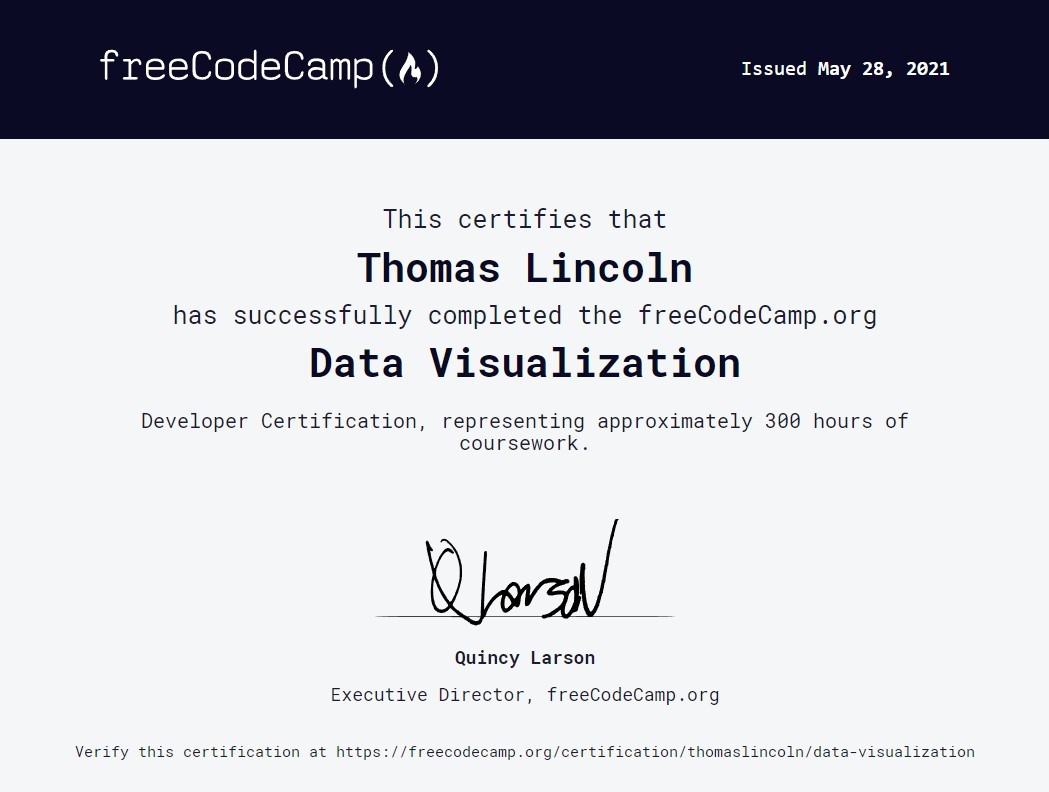 freeCodeCamp(🔥)
Issued May 28, 2021
This certifies that
Thomas Lincoln
has successfully completed the freeCodeCamp.org
Data Visualization
Developer Certification, representing approximately 300 hours of
coursework.
Q Larson
Quincy Larson
Executive Director, freeCodeCamp.org
Verify this certification at https://freecodecamp.org/certification/thomaslincoln/data-visualization